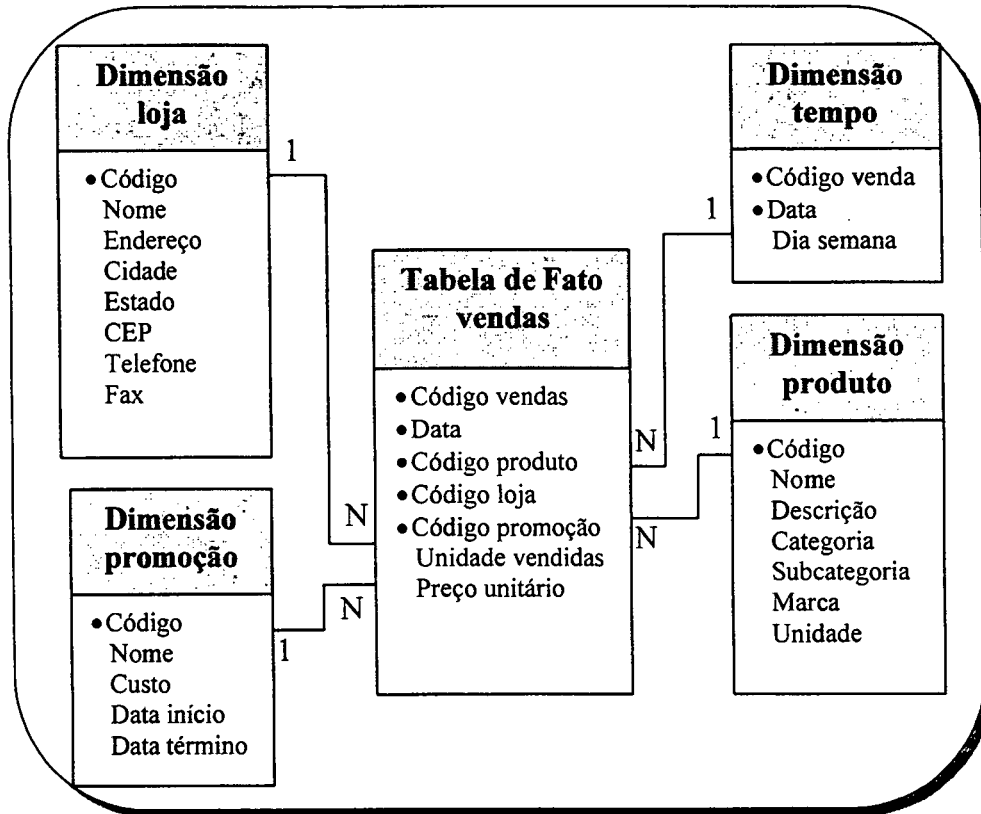 Dimensão
loja
1
• Código
Nome
Endereço
Cidade
Estado
CEP
Telefone
Fax
N
Dimensão
promoção
• Código
Nome
Custo
Data início
Data término
1
N
Tabela de Fato
vendas
• Código vendas
• Data
• Código produto
• Código loja
• Código promoção
Unidade vendidas
Preço unitário
N
N
Dimensão
tempo
1
• Código venda
• Data
Dia semana
Dimensão
produto
1
• Código
Nome
Descrição
Categoria
Subcategoria
Marca
Unidade